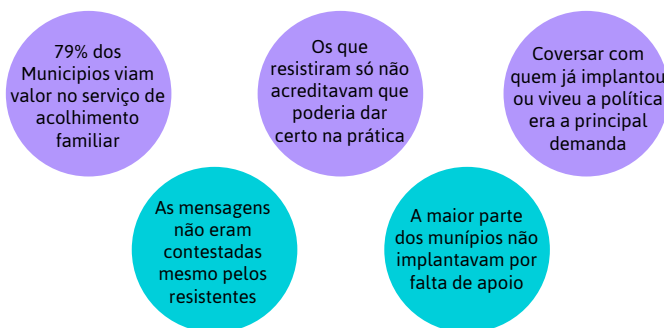 79% dos
Municipios viam
valor no serviço de
acolhimento
familiar
Os que
resistiram só não
acreditavam que
poderia dar
certo na prática
Coversar com
quem já implantou
ou viveu a política
era a principal
demanda
As mensagens
não eram
contestadas
mesmo pelos
resistentes
A maior parte
dos munípios não
implantavam por
falta de apoio